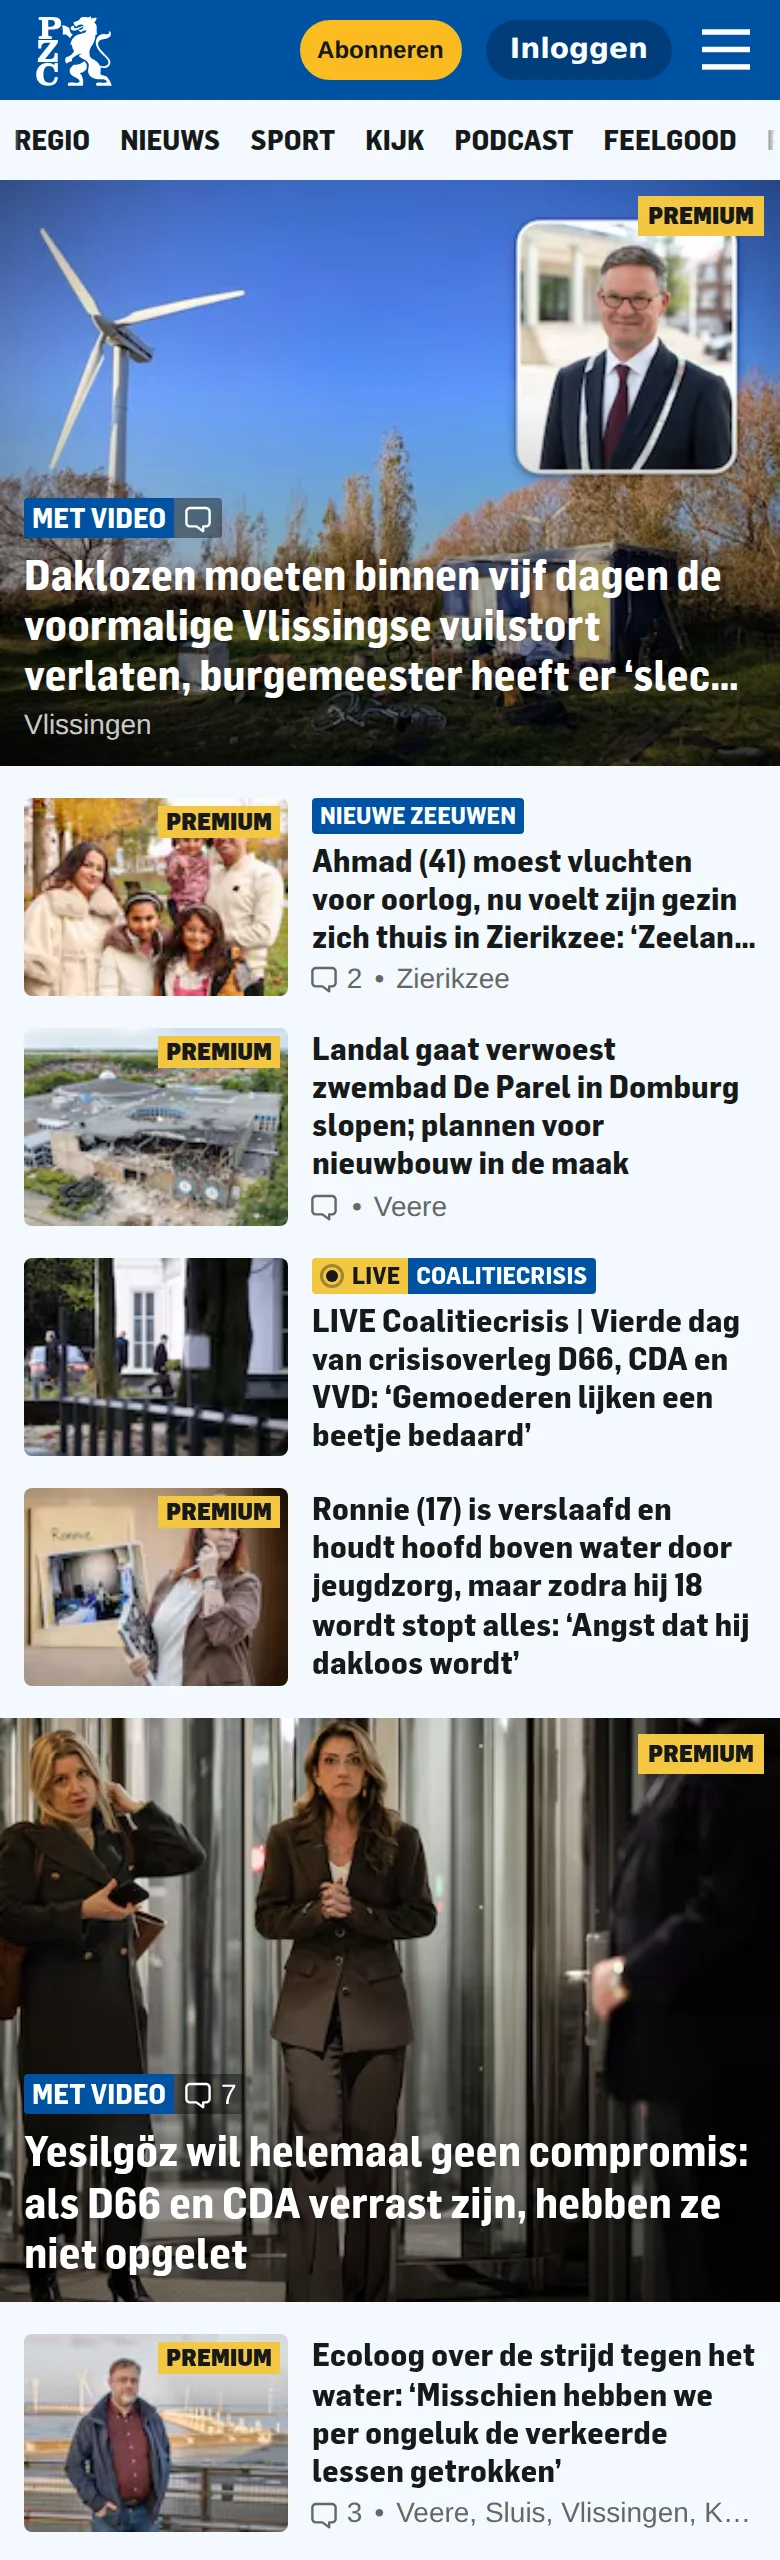 PZC
Abonneren
Inloggen
REGIO NIEUWS SPORT KIJK PODCAST FEELGOOD
PREMIUM
MET VIDEO
Daklozen moeten binnen vijf dagen de
voormalige Vlissingse vuilstort
verlaten, burgemeester heeft er ‘slec...
Vlissingen
PREMIUM
NIEUWE ZEEUWEN
Ahmad (41) moest vluchten
voor oorlog, nu voelt zijn gezin
zich thuis in Zierikzee: ‘Zeelan...
2 • Zierikzee
PREMIUM
Landal gaat verwoest
zwembad De Parel in Domburg
slopen; plannen voor
nieuwbouw in de maak
• Veere
LIVE COALITIECRISIS
LIVE Coalitiecrisis | Vierde dag
van crisisoverleg D66, CDA en
VVD: ‘Gemoederen lijken een
beetje bedaard’
PREMIUM
Ronnie
Ronnie (17) is verslaafd en
houdt hoofd boven water door
jeugdzorg, maar zodra hij 18
wordt stopt alles: ‘Angst dat hij
dakloos wordt’
PREMIUM
MET VIDEO 7
Yesilgöz wil helemaal geen compromis:
als D66 en CDA verrast zijn, hebben ze
niet opgelet
PREMIUM
Ecoloog over de strijd tegen het
water: ‘Misschien hebben we
per ongeluk de verkeerde
lessen getrokken’
3 • Veere, Sluis, Vlissingen, K...